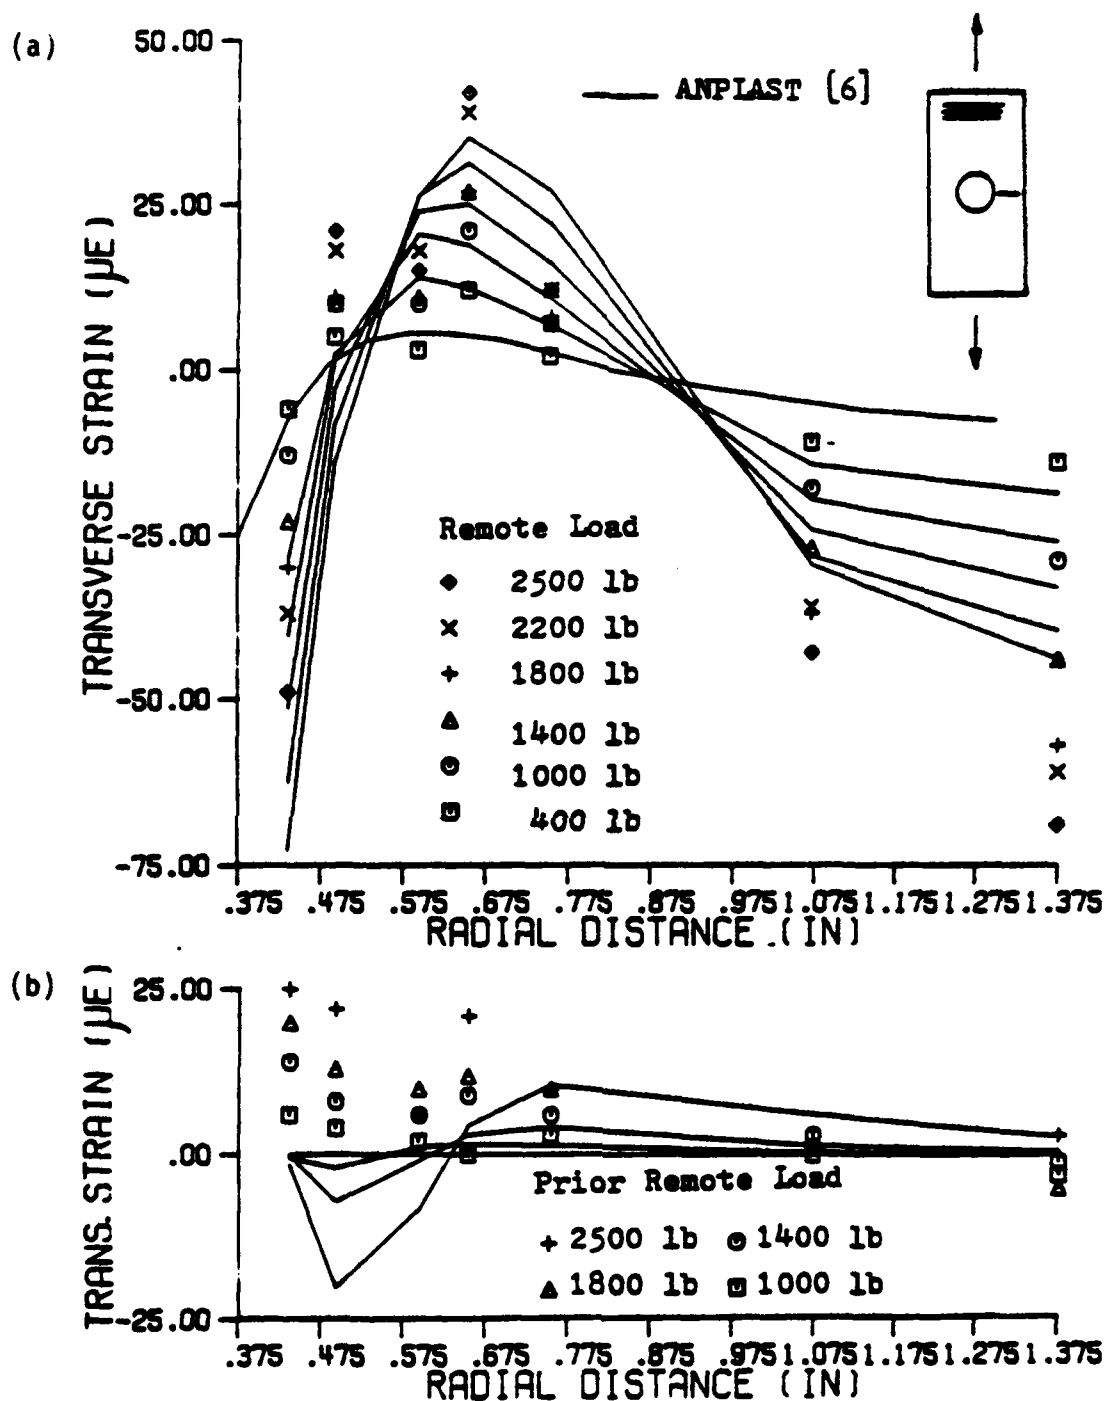 (a)
50.00
25.00
.00
-25.00
-50.00
-75.00
TRANSVERSE STRAIN (µE)
ANPLAST [6]
Remote Load
2500 lb
2200 lb
1800 lb
1400 lb
1000 lb
400 lb
.375 .475 .575 .675 .775 .875 .975 1.075 1.175 1.275 1.375
RADIAL DISTANCE (IN)
(b)
25.00
.00
-25.00
TRANS. STRAIN (µE)
Prior Remote Load
2500 lb 1400 lb
1800 lb 1000 lb
.375 .475 .575 .675 .775 .875 .975 1.075 1.175 1.275 1.375
RADIAL DISTANCE (IN)